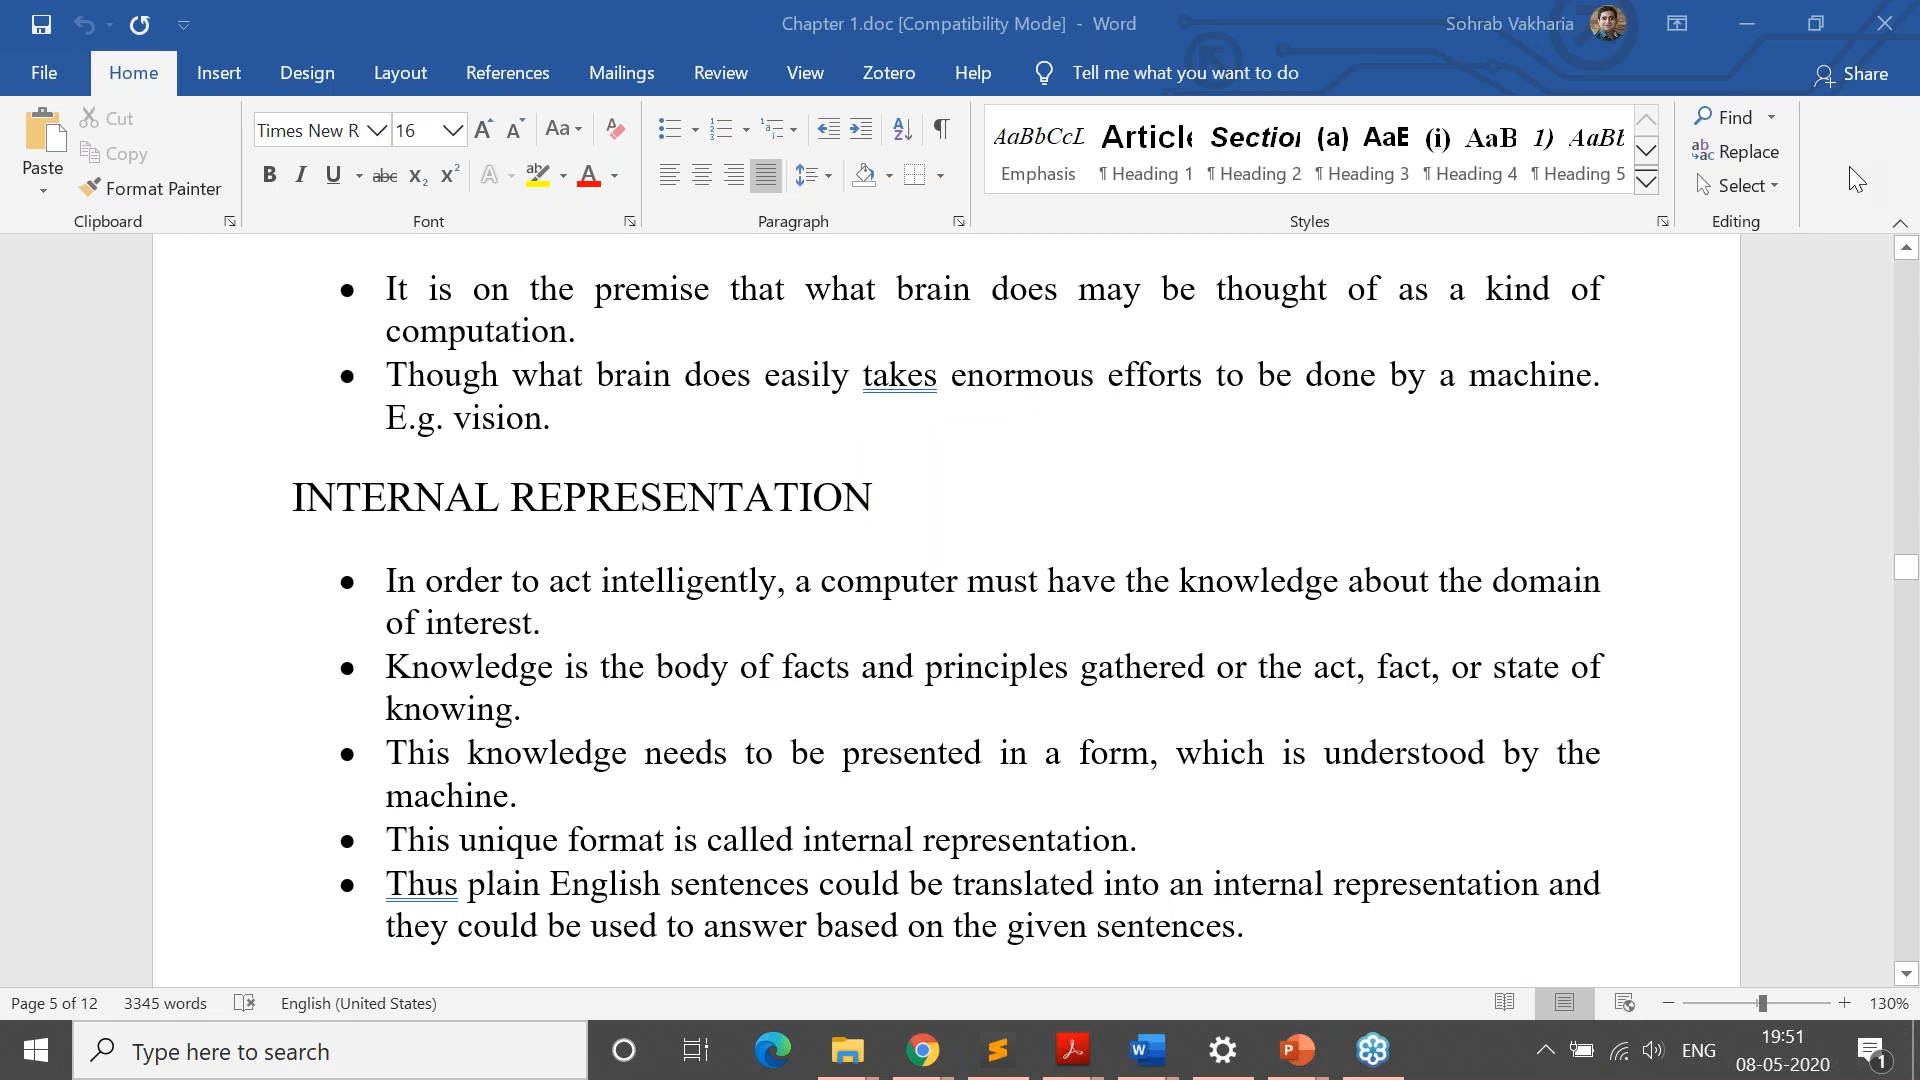 Chapter 1.doc [Compatibility Mode] - Word
Sohrab Vakharia
File Home Insert Design Layout References Mailings Review View Zotero Help Tell me what you want to do Share
Paste
Cut
Copy
Format Painter
Clipboard
Times New R 16
Font
Paragraph
AaBbCcL Article Section (a) AaB (i) AaB 1) AaBb
Emphasis ¶ Heading 1 ¶ Heading 2 ¶ Heading 3 ¶ Heading 4 ¶ Heading 5
Styles
Find
Replace
Select
Editing
• It is on the premise that what brain does may be thought of as a kind of
computation.
• Though what brain does easily takes enormous efforts to be done by a machine.
E.g. vision.
INTERNAL REPRESENTATION
• In order to act intelligently, a computer must have the knowledge about the domain
of interest.
• Knowledge is the body of facts and principles gathered or the act, fact, or state of
knowing.
• This knowledge needs to be presented in a form, which is understood by the
machine.
• This unique format is called internal representation.
• Thus plain English sentences could be translated into an internal representation and
they could be used to answer based on the given sentences.
Page 5 of 12 3345 words English (United States) 130%
Type here to search
ENG
19:51
08-05-2020
1